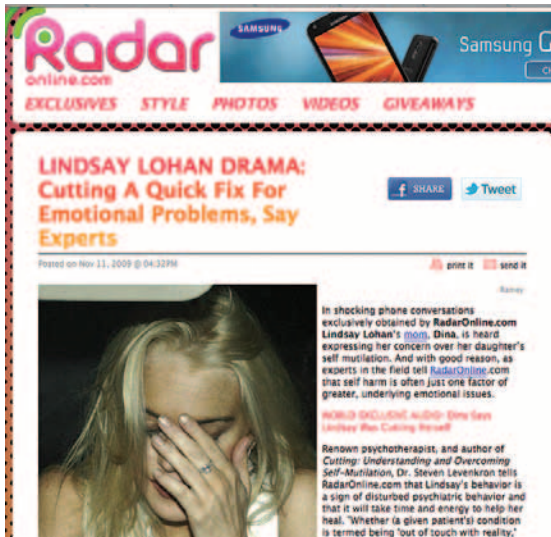 SAMSUNG
Samsung G
Radar
online.com
EXCLUSIVES STYLE PHOTOS VIDEOS GIVEAWAYS
LINDSAY LOHAN DRAMA:
Cutting A Quick Fix For
Emotional Problems, Say
Experts
f SHARE
Tweet
Posted on Nov 11, 2009 @ 04:32PM
print it send it
Ramey
In shocking phone conversations
exclusively obtained by RadarOnline.com
Lindsay Lohan's mom, Dina, is heard
expressing her concern over her daughter's
self mutilation. And with good reason, as
experts in the field tell RadarOnline.com
that self harm is often just one factor of
greater, underlying emotional issues.
WORLD EXCLUSIVE AUDIO: Dina Says
Lindsay Was Cutting Herself
Renown psychotherapist, and author of
Cutting: Understanding and Overcoming
Self-Mutilation, Dr. Steven Levenkron tells
RadarOnline.com that Lindsay's behavior is
a sign of disturbed psychiatric behavior and
that it will take time and energy to help her
heal. "Whether (a given patient's) condition
is termed being 'out of touch with reality,'